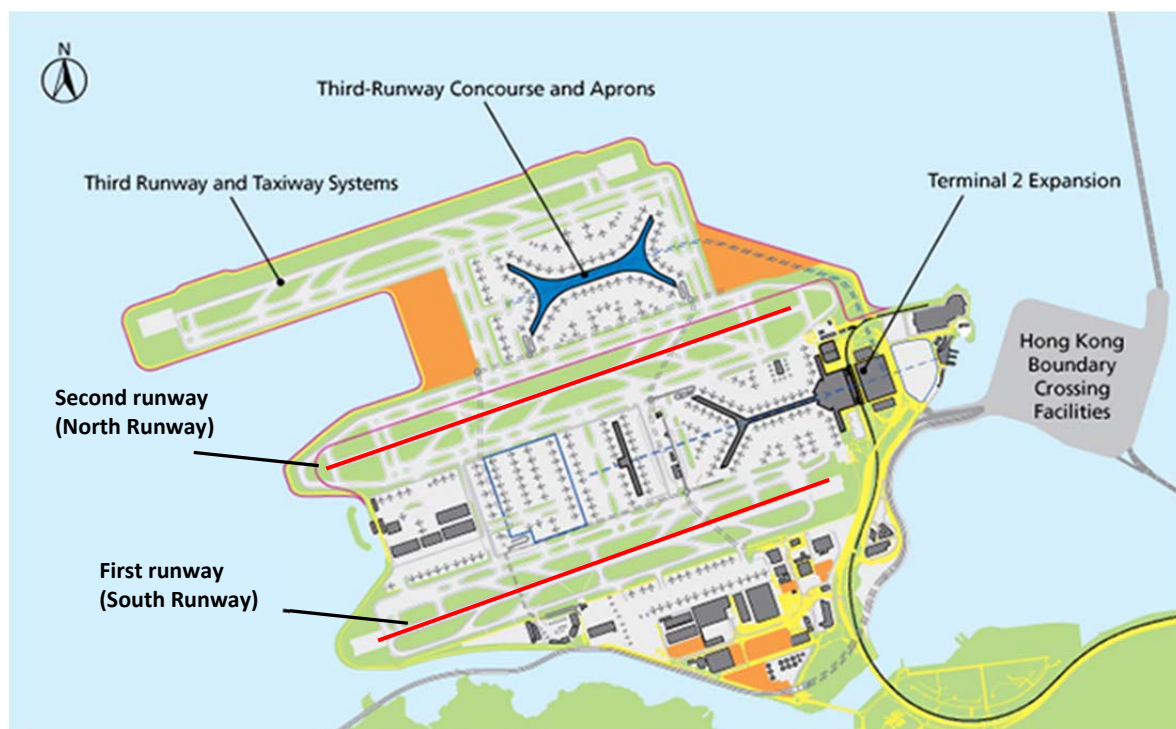 N
Third-Runway Concourse and Aprons
Third Runway and Taxiway Systems
Terminal 2 Expansion
Hong Kong
Boundary
Crossing
Facilities
Second runway
(North Runway)
First runway
(South Runway)